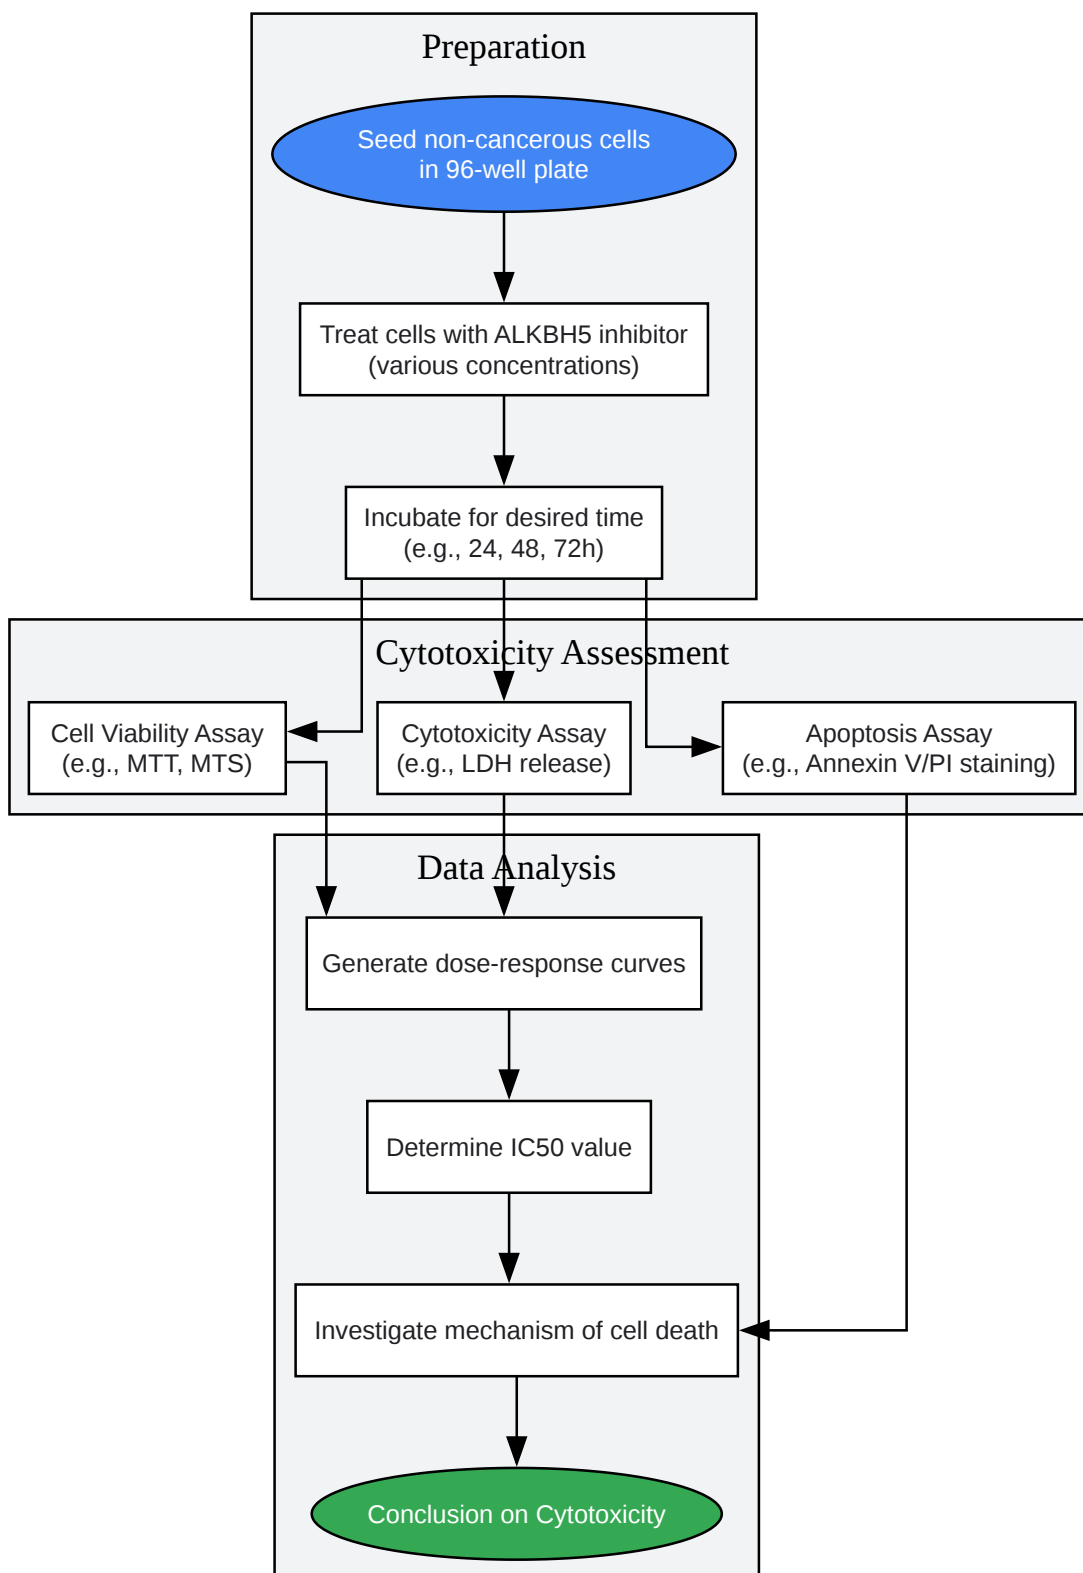 Preparation
Seed non-cancerous cells
in 96-well plate
Treat cells with ALKBH5 inhibitor
(various concentrations)
Incubate for desired time
(e.g., 24, 48, 72h)
Cytotoxicity Assessment
Cell Viability Assay
(e.g., MTT, MTS)
Cytotoxicity Assay
(e.g., LDH release)
Apoptosis Assay
(e.g., Annexin V/PI staining)
Data Analysis
Generate dose-response curves
Determine IC50 value
Investigate mechanism of cell death
Conclusion on Cytotoxicity